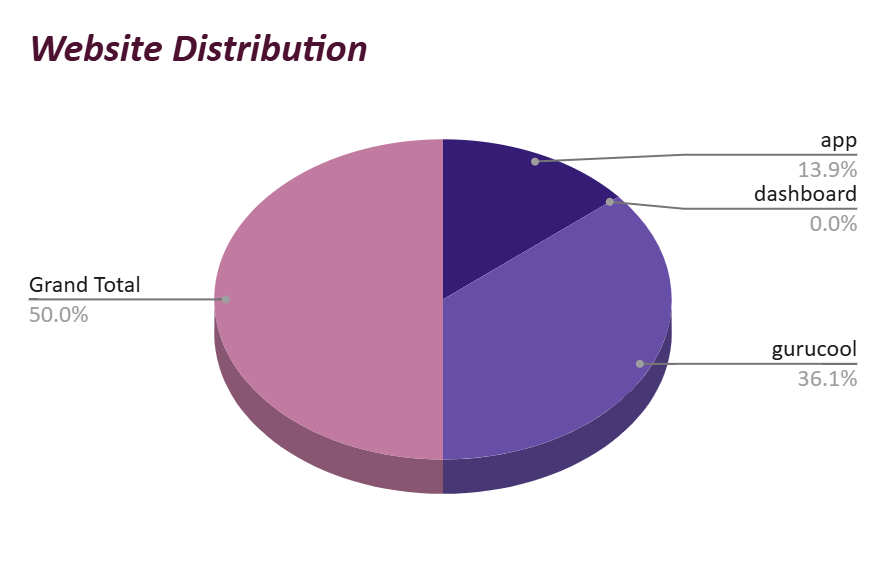 Website Distribution
app
13.9%
dashboard
0.0%
Grand Total
50.0%
gurucool
36.1%